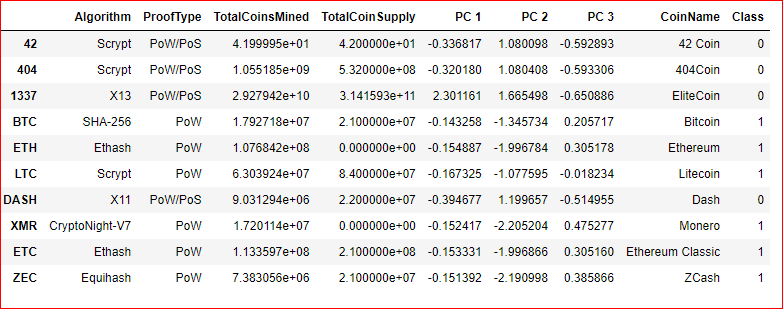 Algorithm ProofType TotalCoinsMined TotalCoinSupply PC 1 PC 2 PC 3 CoinName Class
42 Scrypt PoW/PoS 4.199995e+01 4.200000e+01 -0.336817 1.080098 -0.592893 42 Coin 0
404 Scrypt PoW/PoS 1.055185e+09 5.320000e+08 -0.320180 1.080408 -0.593306 404Coin 0
1337 X13 PoW/PoS 2.927942e+10 3.141593e+11 2.301161 1.665498 -0.650886 EliteCoin 0
BTC SHA-256 PoW 1.792718e+07 2.100000e+07 -0.143258 -1.345734 0.205717 Bitcoin 1
ETH Ethash PoW 1.076842e+08 0.000000e+00 -0.154887 -1.996784 0.305178 Ethereum 1
LTC Scrypt PoW 6.303924e+07 8.400000e+07 -0.167325 -1.077595 -0.018234 Litecoin 1
DASH X11 PoW/PoS 9.031294e+06 2.200000e+07 -0.394677 1.199657 -0.514955 Dash 0
XMR CryptoNight-V7 PoW 1.720114e+07 0.000000e+00 -0.152417 -2.205204 0.475277 Monero 1
ETC Ethash PoW 1.133597e+08 2.100000e+08 -0.153331 -1.996866 0.305160 Ethereum Classic 1
ZEC Equihash PoW 7.383056e+06 2.100000e+07 -0.151392 -2.190998 0.385866 ZCash 1